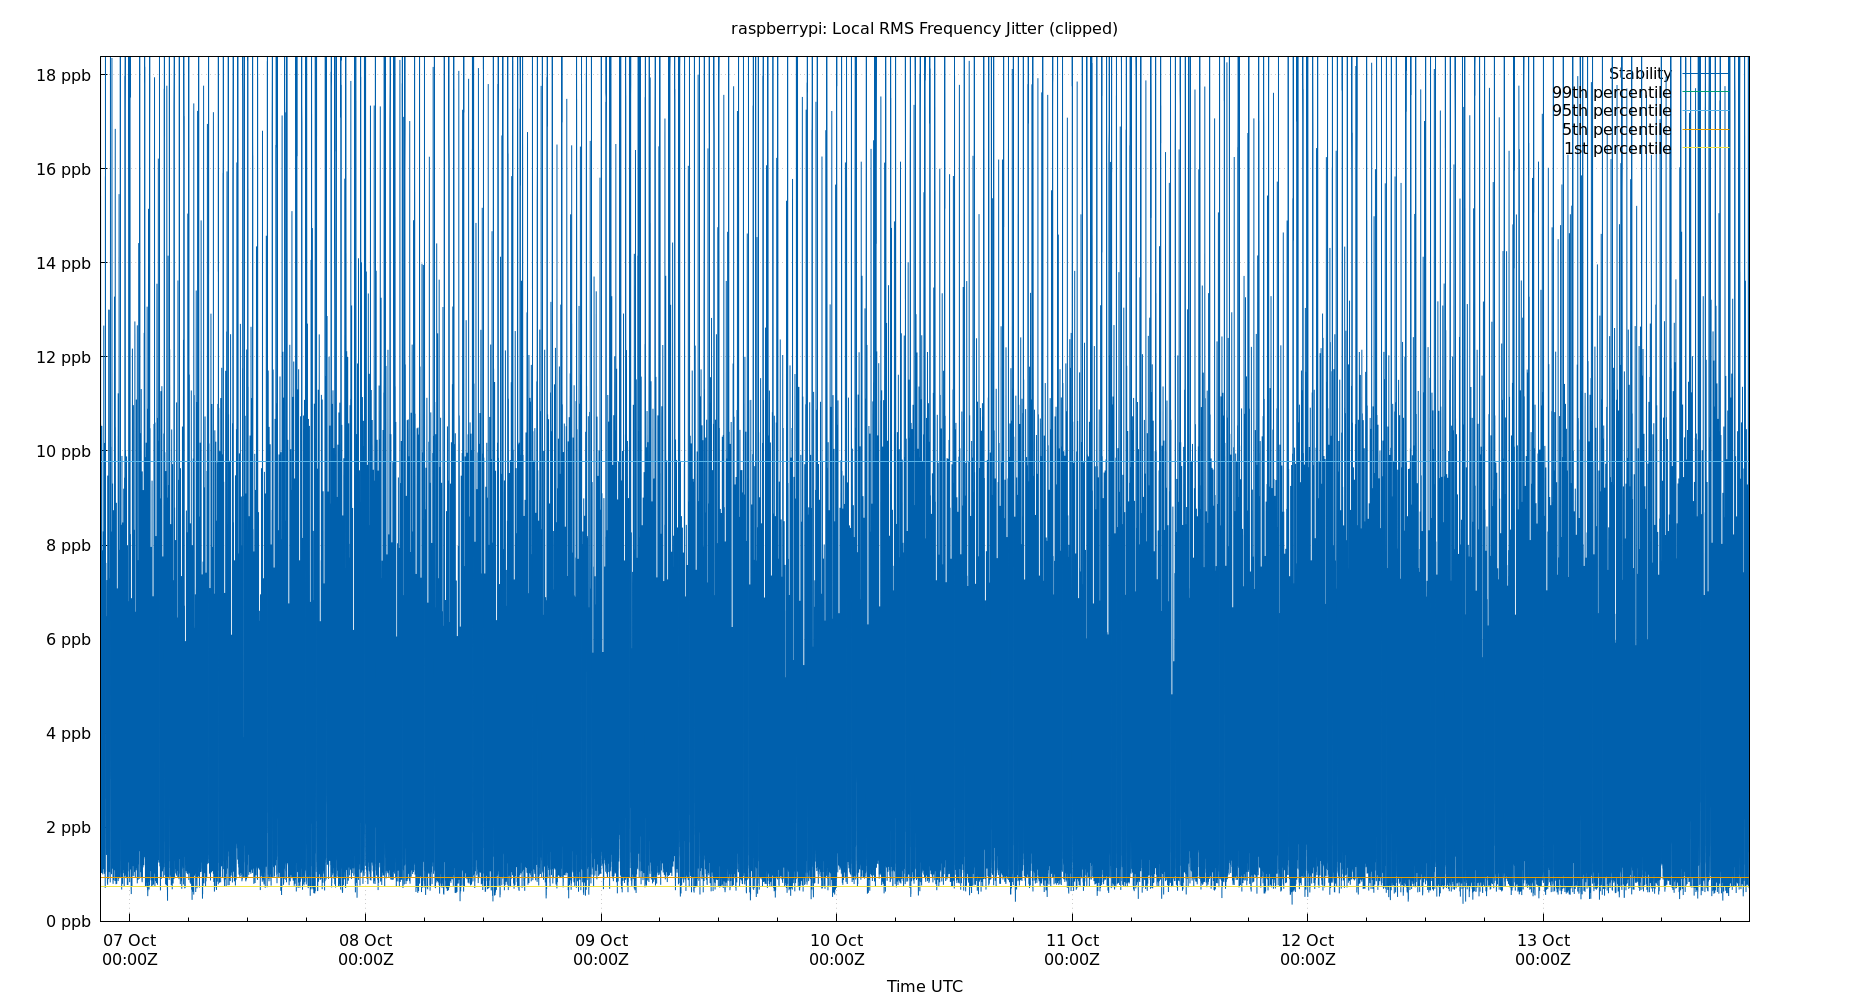 raspberrypi: Local RMS Frequency Jitter (clipped)
18 ppb
16 ppb
14 ppb
12 ppb
10 ppb
8 ppb
6 ppb
4 ppb
2 ppb
0 ppb
Stability
99th percentile
95th percentile
5th percentile
1st percentile
07 Oct 08 Oct 09 Oct 10 Oct 11 Oct 12 Oct 13 Oct
00:00Z 00:00Z 00:00Z 00:00Z 00:00Z 00:00Z 00:00Z
Time UTC